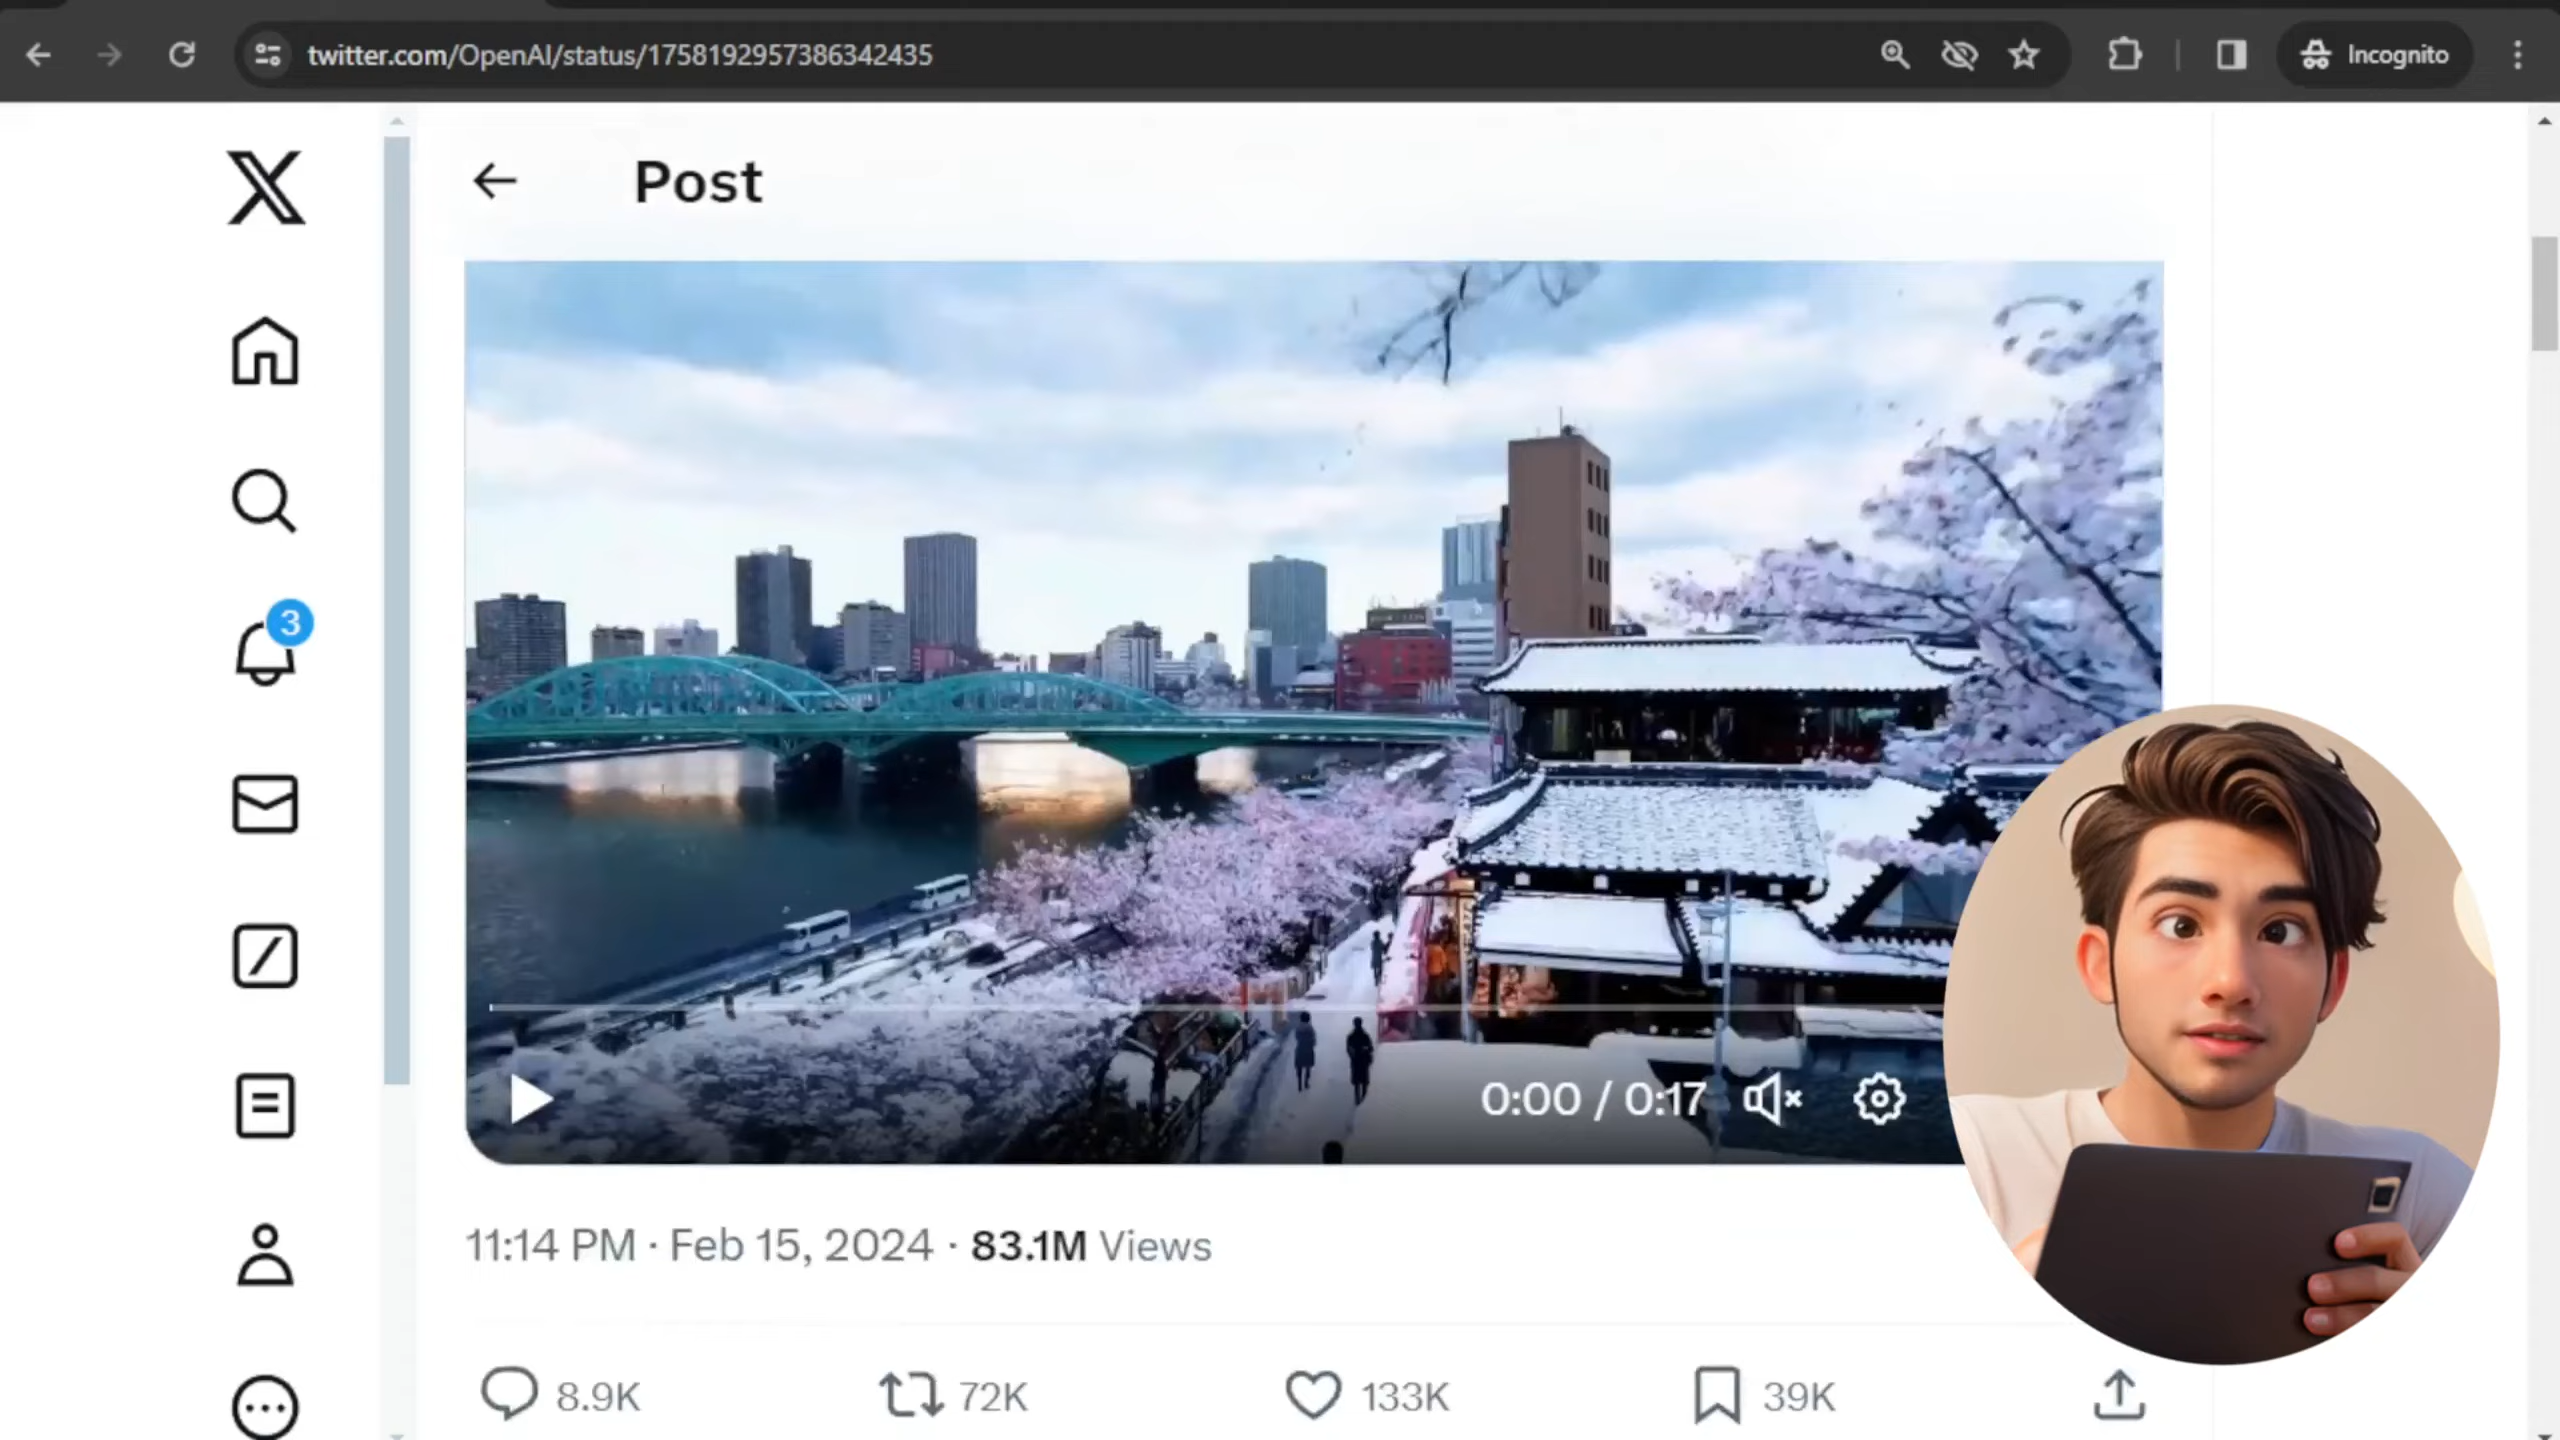 twitter.com/OpenAI/status/1758192957386342435
Incognito
Post
3
0:00 / 0:17
11:14 PM · Feb 15, 2024 · 83.1M Views
8.9K
72K
133K
39K